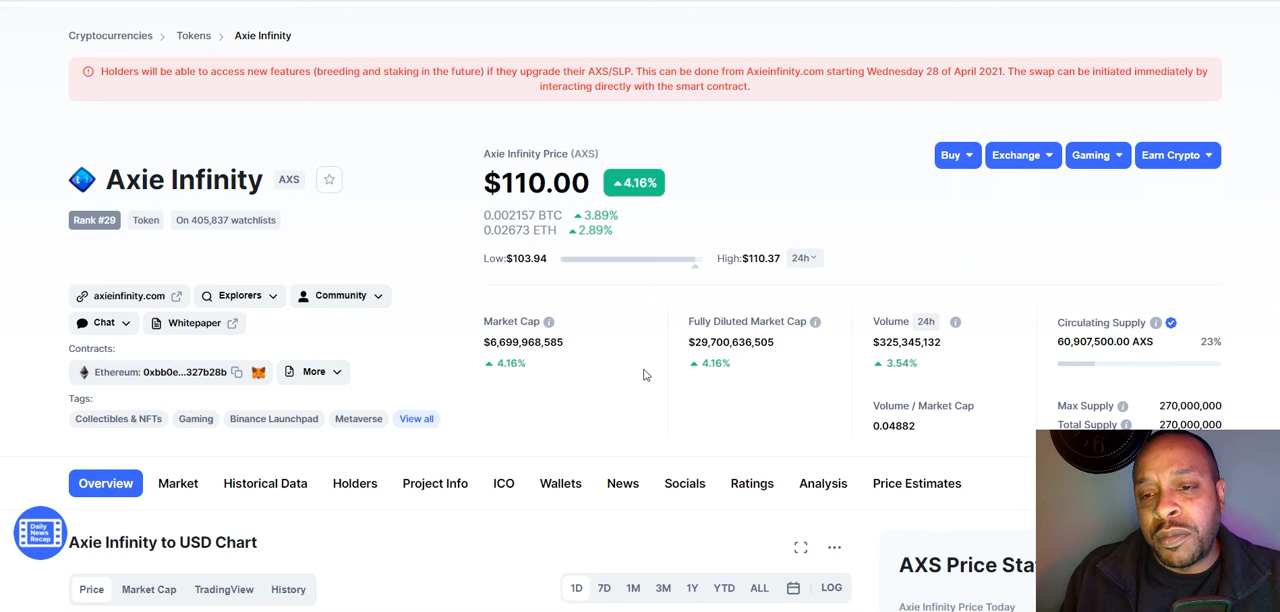 Cryptocurrencies > Tokens > Axie Infinity
Holders will be able to access new features (breeding and staking in the future) if they upgrade their AXS/SLP. This can be done from Axieinfinity.com starting Wednesday 28 of April 2021. The swap can be initiated immediately by
interacting directly with the smart contract.
Axie Infinity AXS
Rank #29 Token On 405,837 watchlists
axieinfinity.com Explorers Community
Chat Whitepaper
Contracts:
Ethereum: 0xbb0e...327b28b More
Tags:
Collectibles & NFTs Gaming Binance Launchpad Metaverse View all
Axie Infinity Price (AXS)
$110.00 4.16%
0.002157 BTC 3.89%
0.02673 ETH 2.89%
Low:$103.94 High:$110.37 24h
Buy Exchange Gaming Earn Crypto
Market Cap
$6,699,968,585
4.16%
Fully Diluted Market Cap
$29,700,636,505
4.16%
Volume 24h
$325,345,132
3.54%
Volume / Market Cap
0.04882
Circulating Supply
60,907,500.00 AXS 23%
Max Supply 270,000,000
Total Supply 270,000,000
Overview Market Historical Data Holders Project Info ICO Wallets News Socials Ratings Analysis Price Estimates
Daily
News
Recap
Axie Infinity to USD Chart
Price Market Cap TradingView History
1D 7D 1M 3M 1Y YTD ALL LOG
AXS Price Sta
Axie Infinity Price Today